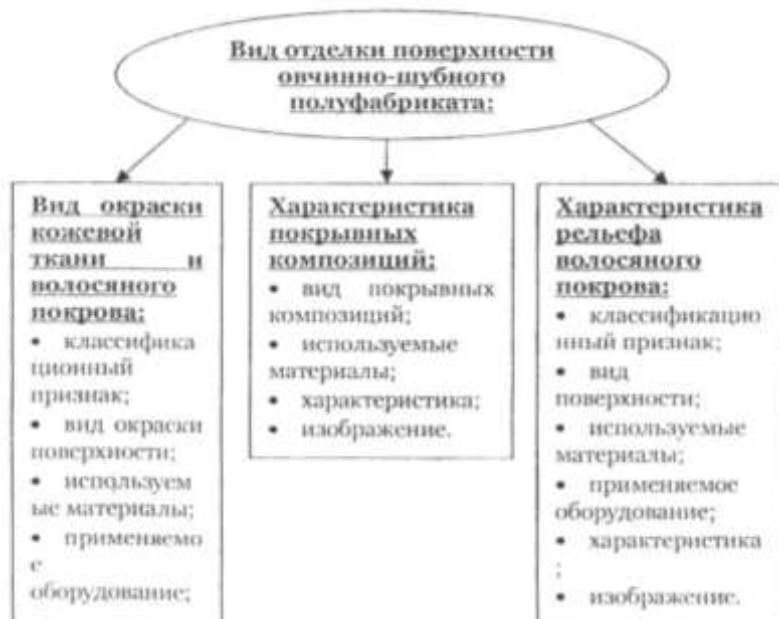 Вид отделки поверхности
овчинно-шубного
полуфабриката:
Вид окраски
кожевой
ткани и
волосяного
покрова:
• классифика
ционный
признак;
• вид окраски
поверхности;
• используем
ые материалы;
• применяемо
е
оборудование;
Характеристика
покрывных
композиций:
• вид покрывных
композиций;
• используемые
материалы;
• характеристика;
• изображение.
Характеристика
рельефа
волосяного
покрова:
• классификацио
нный признак;
• вид
поверхности;
• используемые
материалы;
• применяемое
оборудование;
• характеристика
;
• изображение.